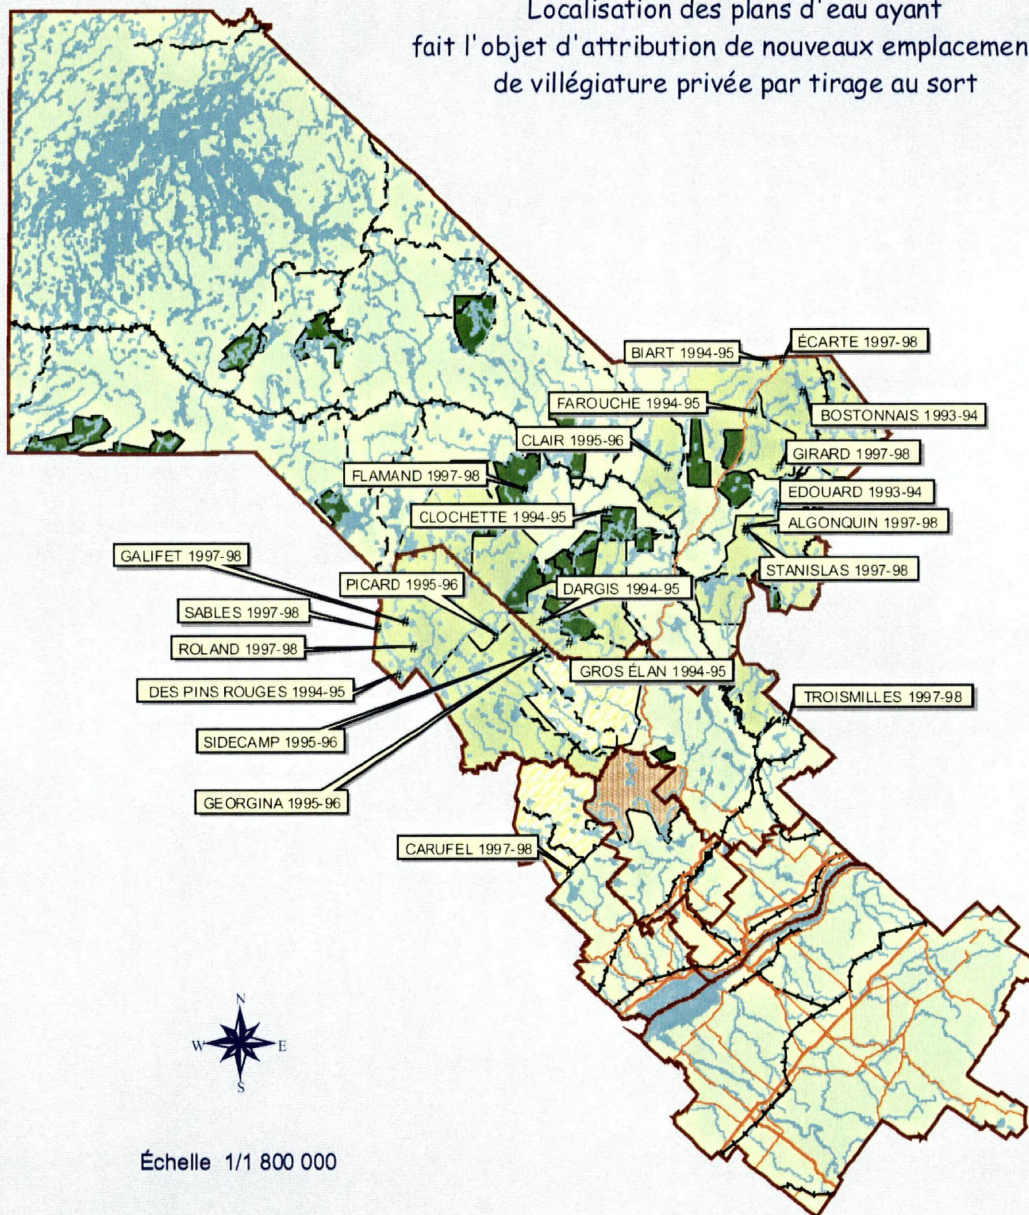 Localisation des plans d'eau ayant
fait l'objet d'attribution de nouveaux emplacemen
de villégiature privée par tirage au sort
BIART 1994-95
ÉCARTE 1997-98
FAROUCHE 1994-95
BOSTONNAIS 1993-94
CLAIR 1995-96
GIRARD 1997-98
FLAMAND 1997-98
EDOUARD 1993-94
CLOCHETTE 1994-95
ALGONQUIN 1997-98
GALIFET 1997-98
STANISLAS 1997-98
PICARD 1995-96
DARGIS 1994-95
SABLES 1997-98
ROLAND 1997-98
GROS ÉLAN 1994-95
DES PINS ROUGES 1994-95
TROISMILLES 1997-98
SIDECAMP 1995-96
GEORGINA 1995-96
CARUFEL 1997-98
N
W E
S
Échelle 1/1 800 000